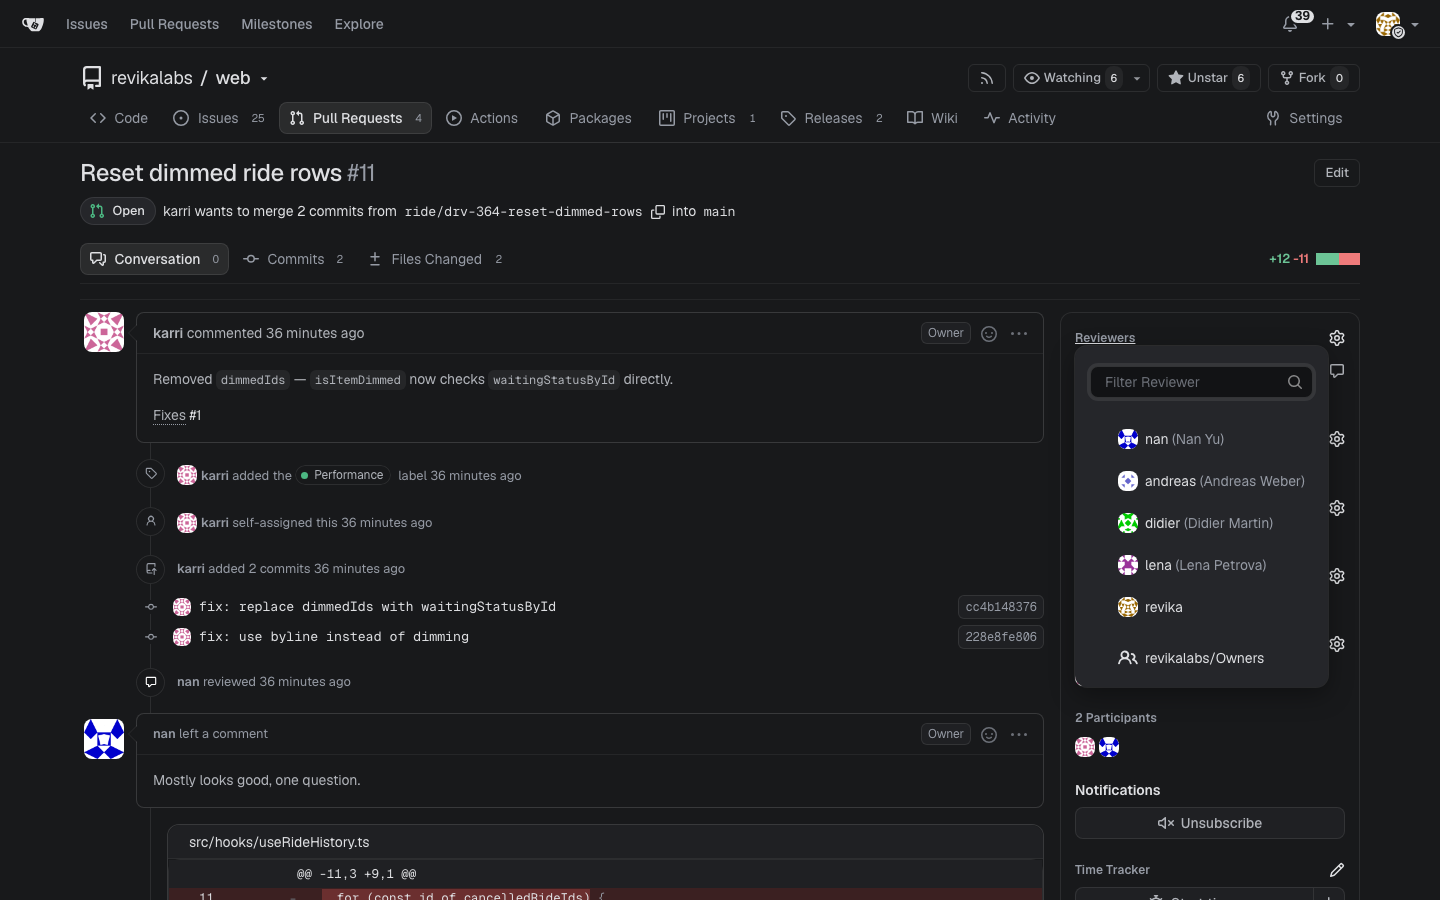 Issues Pull Requests Milestones Explore 39
revikalabs / web Watching 6 Unstar 6 Fork 0
Code Issues 25 Pull Requests 4 Actions Packages Projects 1 Releases 2 Wiki Activity Settings
Reset dimmed ride rows #11 Edit
Open karri wants to merge 2 commits from ride/drv-364-reset-dimmed-rows into main
Conversation 0 Commits 2 Files Changed 2 +12 -11
karri commented 36 minutes ago Owner
Removed dimmedIds — isItemDimmed now checks waitingStatusById directly.
Fixes #1
karri added the Performance label 36 minutes ago
karri self-assigned this 36 minutes ago
karri added 2 commits 36 minutes ago
fix: replace dimmedIds with waitingStatusById cc4b148376
fix: use byline instead of dimming 228e8fe806
nan reviewed 36 minutes ago
nan left a comment Owner
Mostly looks good, one question.
src/hooks/useRideHistory.ts
@@ -11,3 +9,1 @@
11 - for (const id of cancelledRideIds) {
Reviewers
Filter Reviewer
nan (Nan Yu)
andreas (Andreas Weber)
didier (Didier Martin)
lena (Lena Petrova)
revika
revikalabs/Owners
2 Participants
Notifications
Unsubscribe
Time Tracker